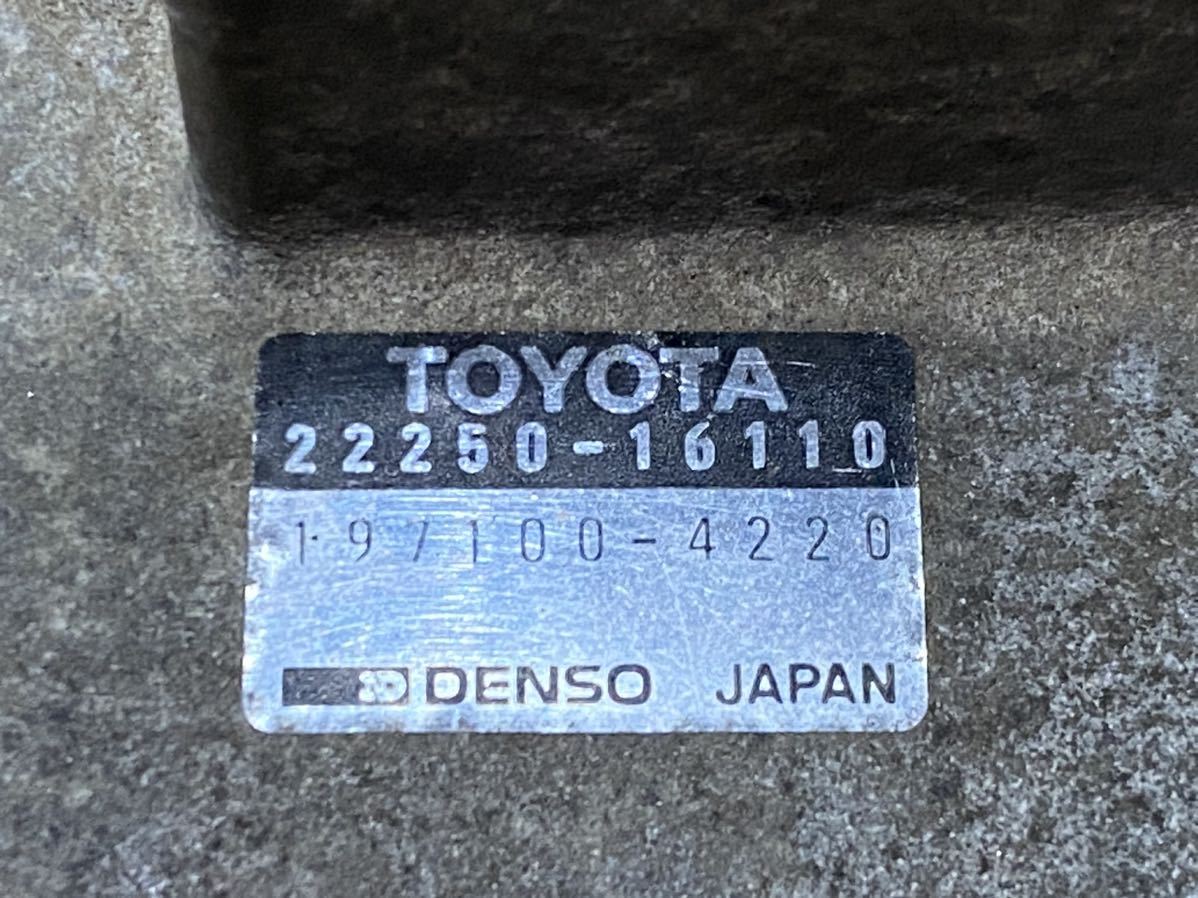 TOYOTA
22250-16110
197100-4220
DENSO JAPAN